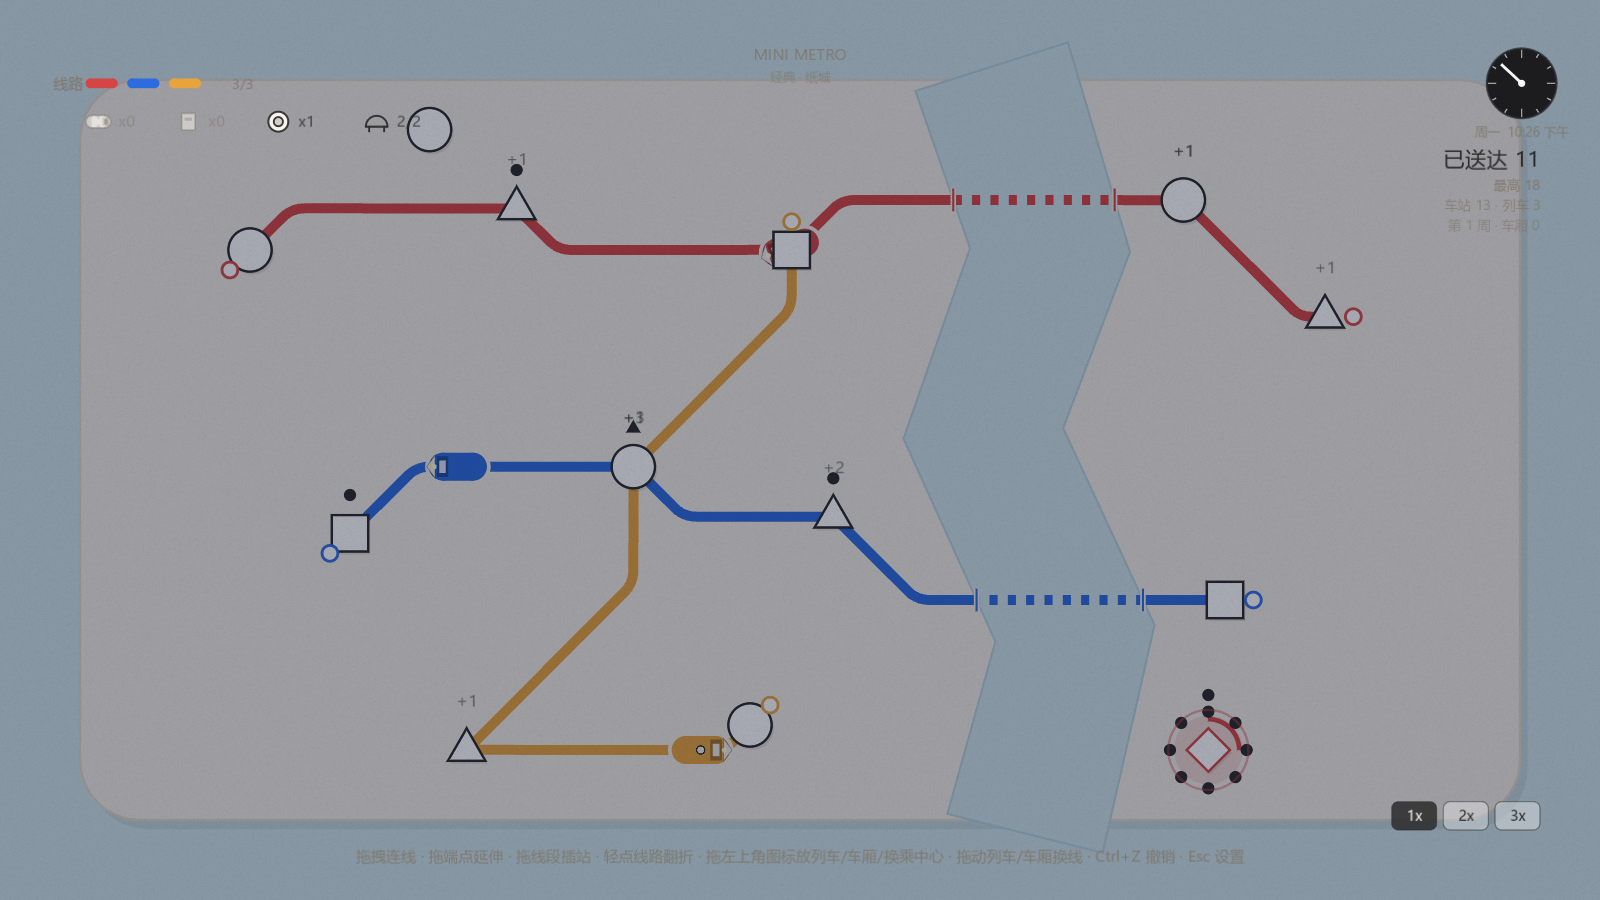 MINI METRO
经典 · 纸城
线路 3/3
x0 x0 x1 2/2
周一 10:26 下午
已送达 11
最高 18
车站 13 · 列车 3
第 1 周 · 车厢 0
+1
+1
+1
+3
+2
+1
1x 2x 3x
拖拽连线 · 拖端点延伸 · 拖线段插站 · 轻点线路翻折 · 拖左上角图标放列车/车厢/换乘中心 · 拖动列车/车厢换线 · Ctrl+Z 撤销 · Esc 设置